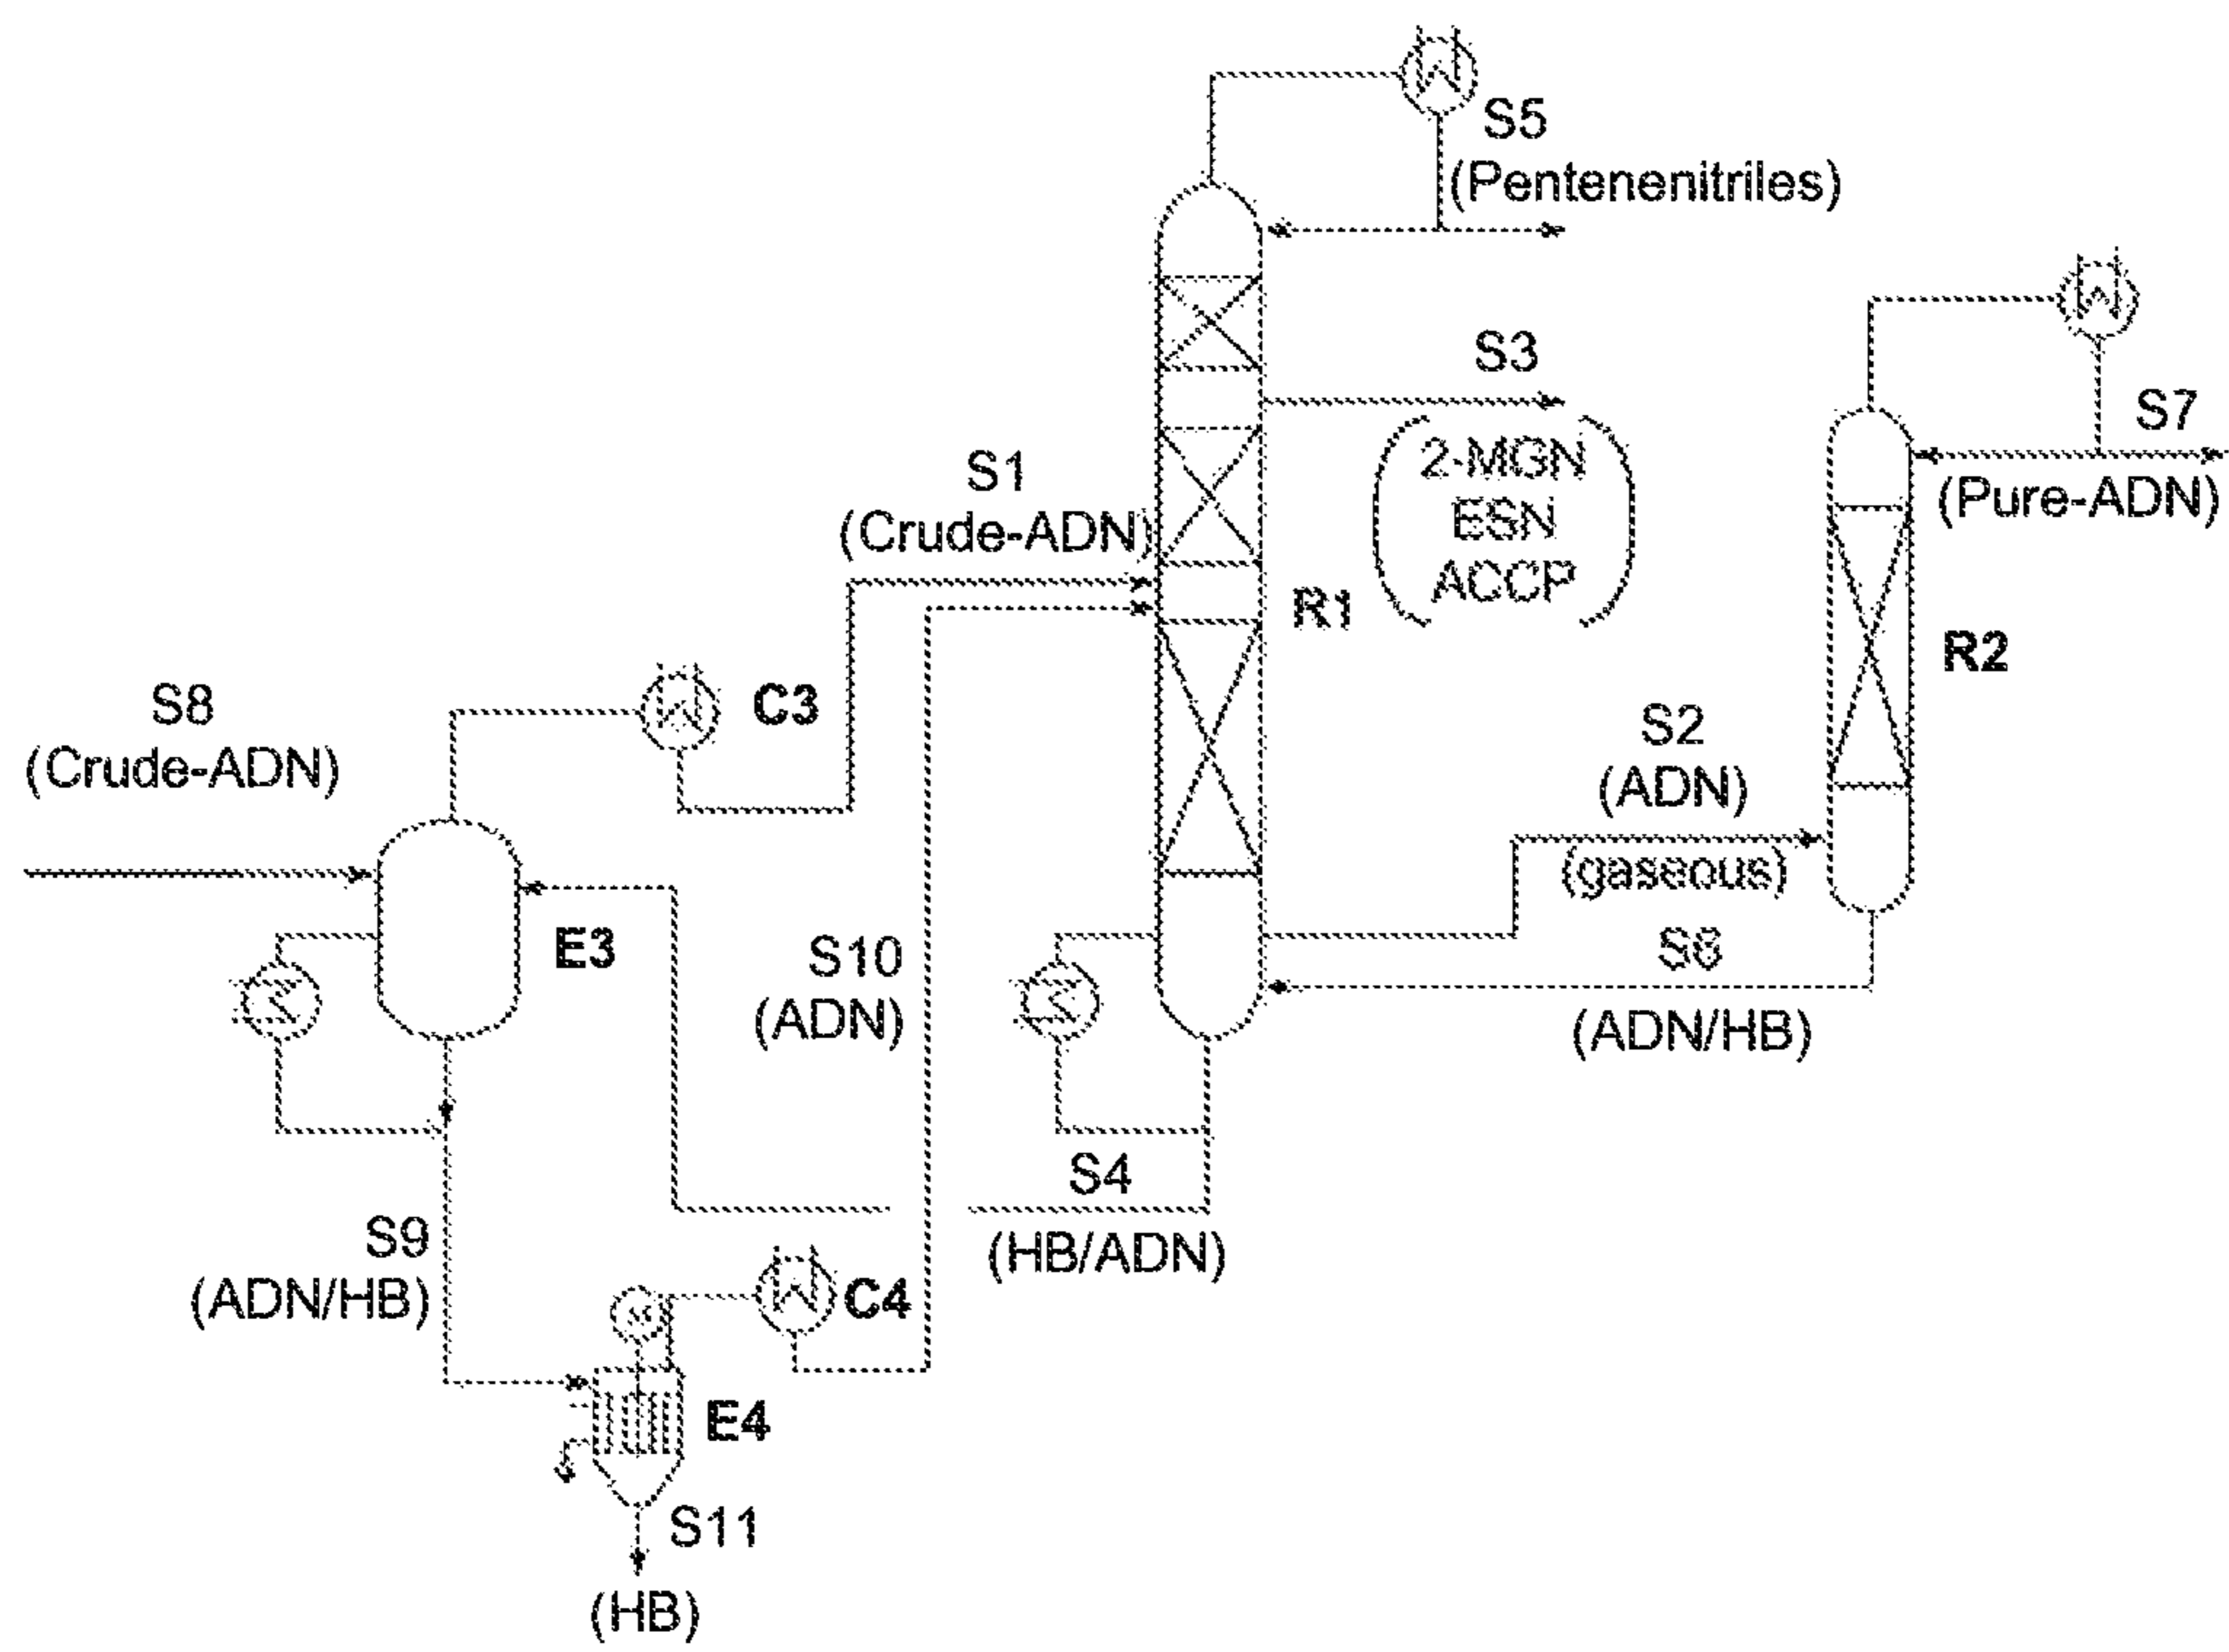 S5
(Pentenenitriles)
S3
2-MGN
ESN
ACCP
S7
(Pure-ADN)
S1
(Crude-ADN)
R1
R2
S8
(Crude-ADN)
C3
S2
(ADN)
(gaseous)
E3
S10
(ADN)
S6
(ADN/HB)
S4
(HB/ADN)
S9
(ADN/HB)
C4
E4
S11
(HB)